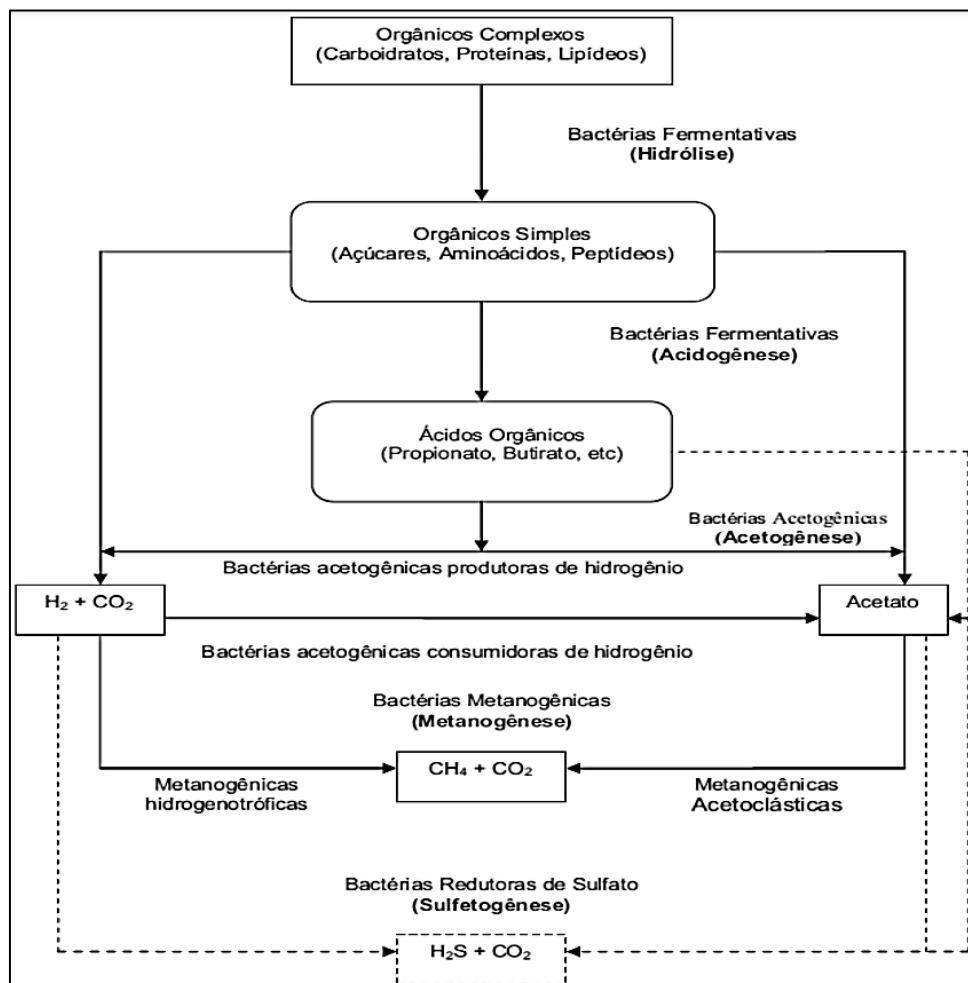 Orgânicos Complexos
(Carboidratos, Proteínas, Lipídeos)
Bactérias Fermentativas
(Hidrólise)
Orgânicos Simples
(Açúcares, Aminoácidos, Peptídeos)
Bactérias Fermentativas
(Acidogênese)
Ácidos Orgânicos
(Propionato, Butirato, etc)
Bactérias Acetogênicas
(Acetogênese)
Bactérias acetogênicas produtoras de hidrogênio
H₂ + CO₂
Acetato
Bactérias acetogênicas consumidoras de hidrogênio
Bactérias Metanogênicas
(Metanogênese)
CH₄ + CO₂
Metanogênicas
hidrogenotróficas
Metanogênicas
Acetoclásticas
Bactérias Redutoras de Sulfato
(Sulfetogênese)
H₂S + CO₂